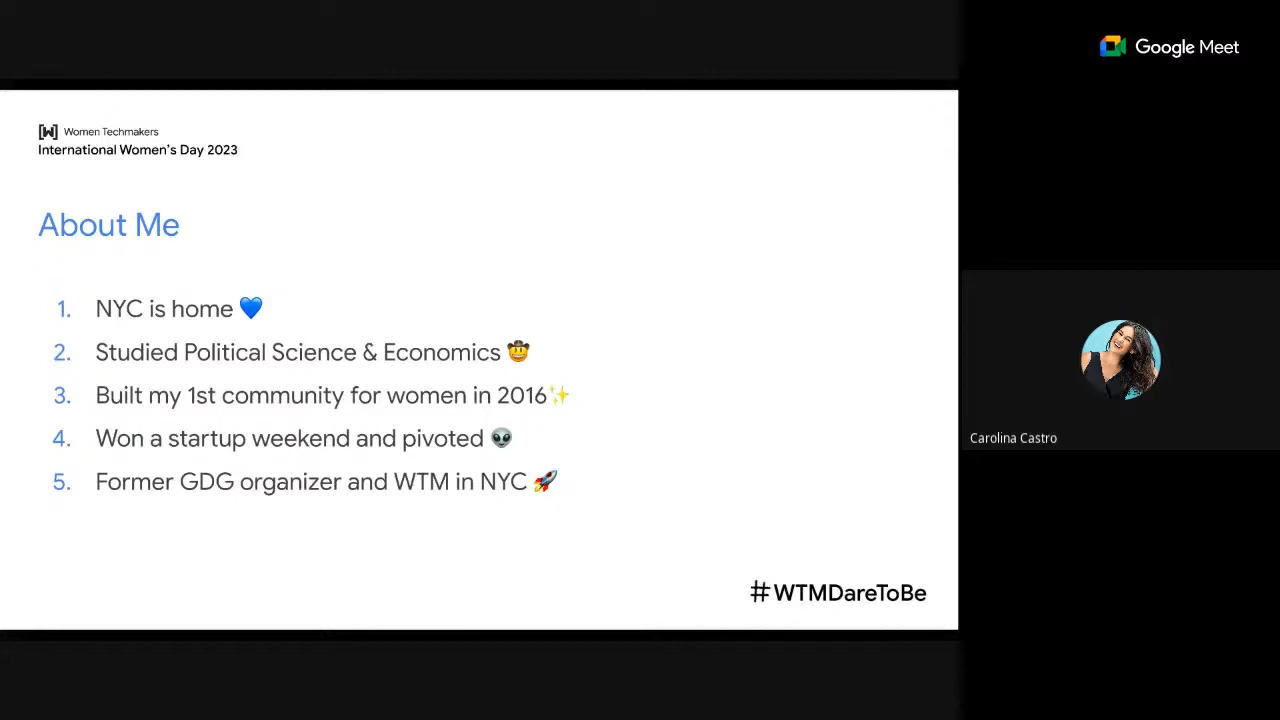 Google Meet
[W] Women Techmakers
International Women's Day 2023
About Me
1. NYC is home 💙
2. Studied Political Science & Economics 🤠
3. Built my 1st community for women in 2016✨
4. Won a startup weekend and pivoted 👽
5. Former GDG organizer and WTM in NYC 🚀
#WTMDareToBe
Carolina Castro